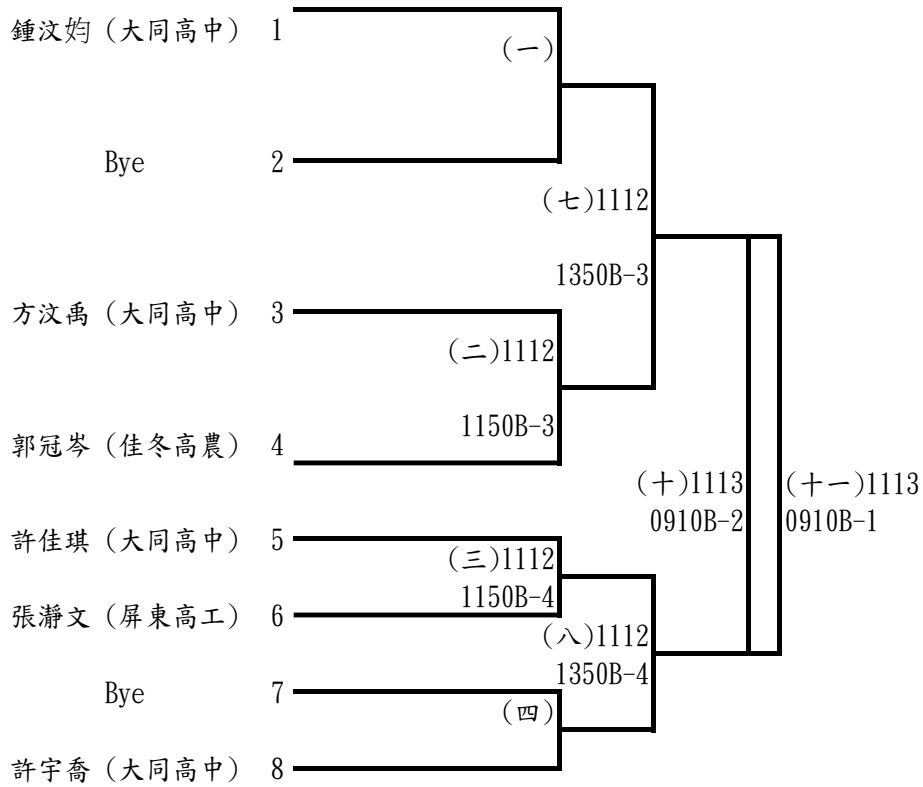 鍾汶㚬（大同高中） 1
(一)
Bye 2
(七)1112
1350B-3
方汶禹（大同高中） 3
(二)1112
1150B-3
郭冠岑（佳冬高農） 4
(十)1113 (十一)1113
0910B-2 0910B-1
許佳琪（大同高中） 5
(三)1112
1150B-4
張瀞文（屏東高工） 6
(八)1112
1350B-4
Bye 7
(四)
許宇喬（大同高中） 8